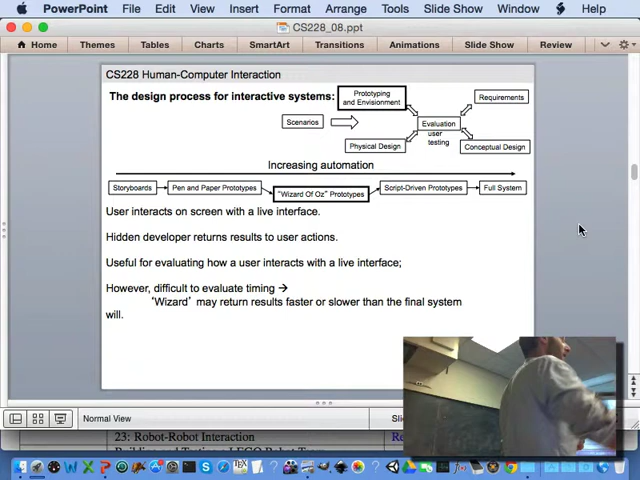 PowerPoint File Edit View Insert Format Arrange Tools Slide Show Window Help
CS228_08.ppt
Home Themes Tables Charts SmartArt Transitions Animations Slide Show Review
CS228 Human-Computer Interaction
The design process for interactive systems:
Prototyping
and Envisionment
Requirements
Scenarios
Evaluation
user
testing
Physical Design
Conceptual Design
Increasing automation
Storyboards
Pen and Paper Prototypes
"Wizard Of Oz" Prototypes
Script-Driven Prototypes
Full System
User interacts on screen with a live interface.
Hidden developer returns results to user actions.
Useful for evaluating how a user interacts with a live interface;
However, difficult to evaluate timing →
'Wizard' may return results faster or slower than the final system
will.
Normal View
23: Robot-Robot Interaction